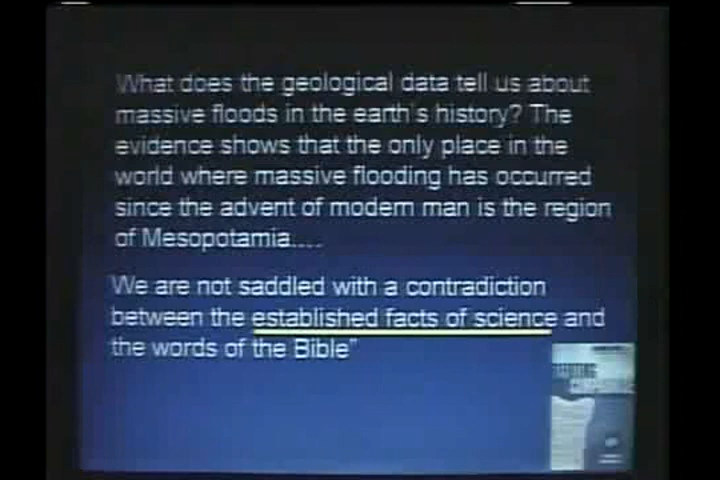 What does the geological data tell us about
massive floods in the earth's history? The
evidence shows that the only place in the
world where massive flooding has occurred
since the advent of modern man is the region
of Mesopotamia....
We are not saddled with a contradiction
between the established facts of science and
the words of the Bible”